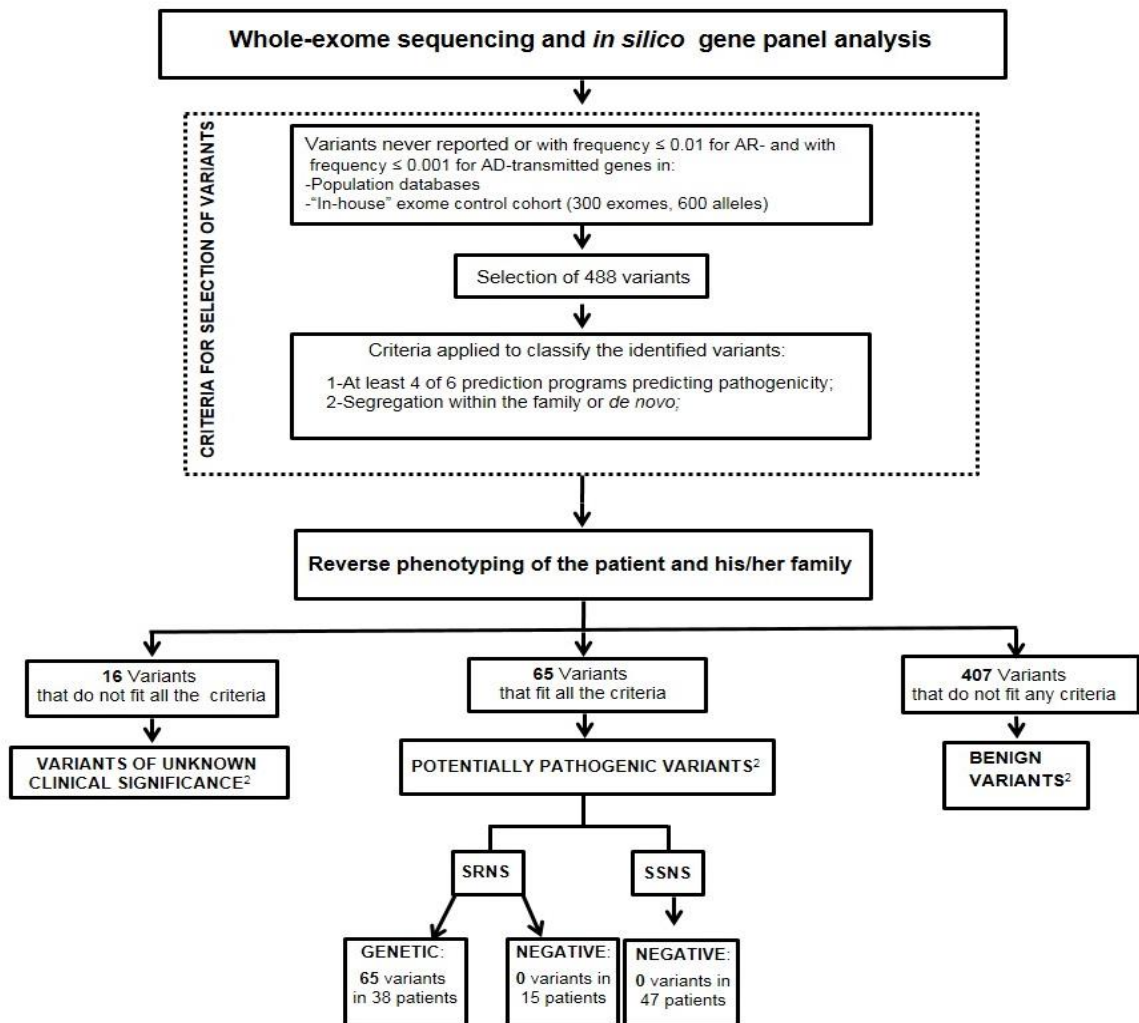 Whole-exome sequencing and in silico gene panel analysis
CRITERIA FOR SELECTION OF VARIANTS
Variants never reported or with frequency ≤ 0.01 for AR- and with
frequency ≤ 0.001 for AD-transmitted genes in:
-Population databases
-“In-house” exome control cohort (300 exomes, 600 alleles)
Selection of 488 variants
Criteria applied to classify the identified variants:
1-At least 4 of 6 prediction programs predicting pathogenicity;
2-Segregation within the family or de novo;
Reverse phenotyping of the patient and his/her family
16 Variants
that do not fit all the criteria
65 Variants
that fit all the criteria
407 Variants
that do not fit any criteria
VARIANTS OF UNKNOWN
CLINICAL SIGNIFICANCE²
POTENTIALLY PATHOGENIC VARIANTS²
BENIGN
VARIANTS²
SRNS
SSNS
GENETIC:
65 variants
in 38 patients
NEGATIVE:
0 variants in
15 patients
NEGATIVE:
0 variants in
47 patients